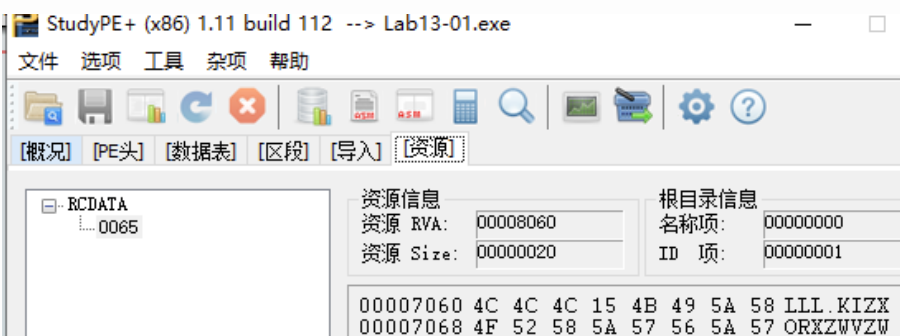 StudyPE+ (x86) 1.11 build 112 --> Lab13-01.exe
文件 选项 工具 杂项 帮助
[概况] [PE头] [数据表] [区段] [导入] [资源]
RCDATA
0065
资源信息
资源 RVA: 00008060
资源 Size: 00000020
根目录信息
名称项: 00000000
ID 项: 00000001
00007060 4C 4C 4C 15 4B 49 5A 58 LLL.KIZX
00007068 4F 52 58 5A 57 56 5A 57 ORXZWVZW